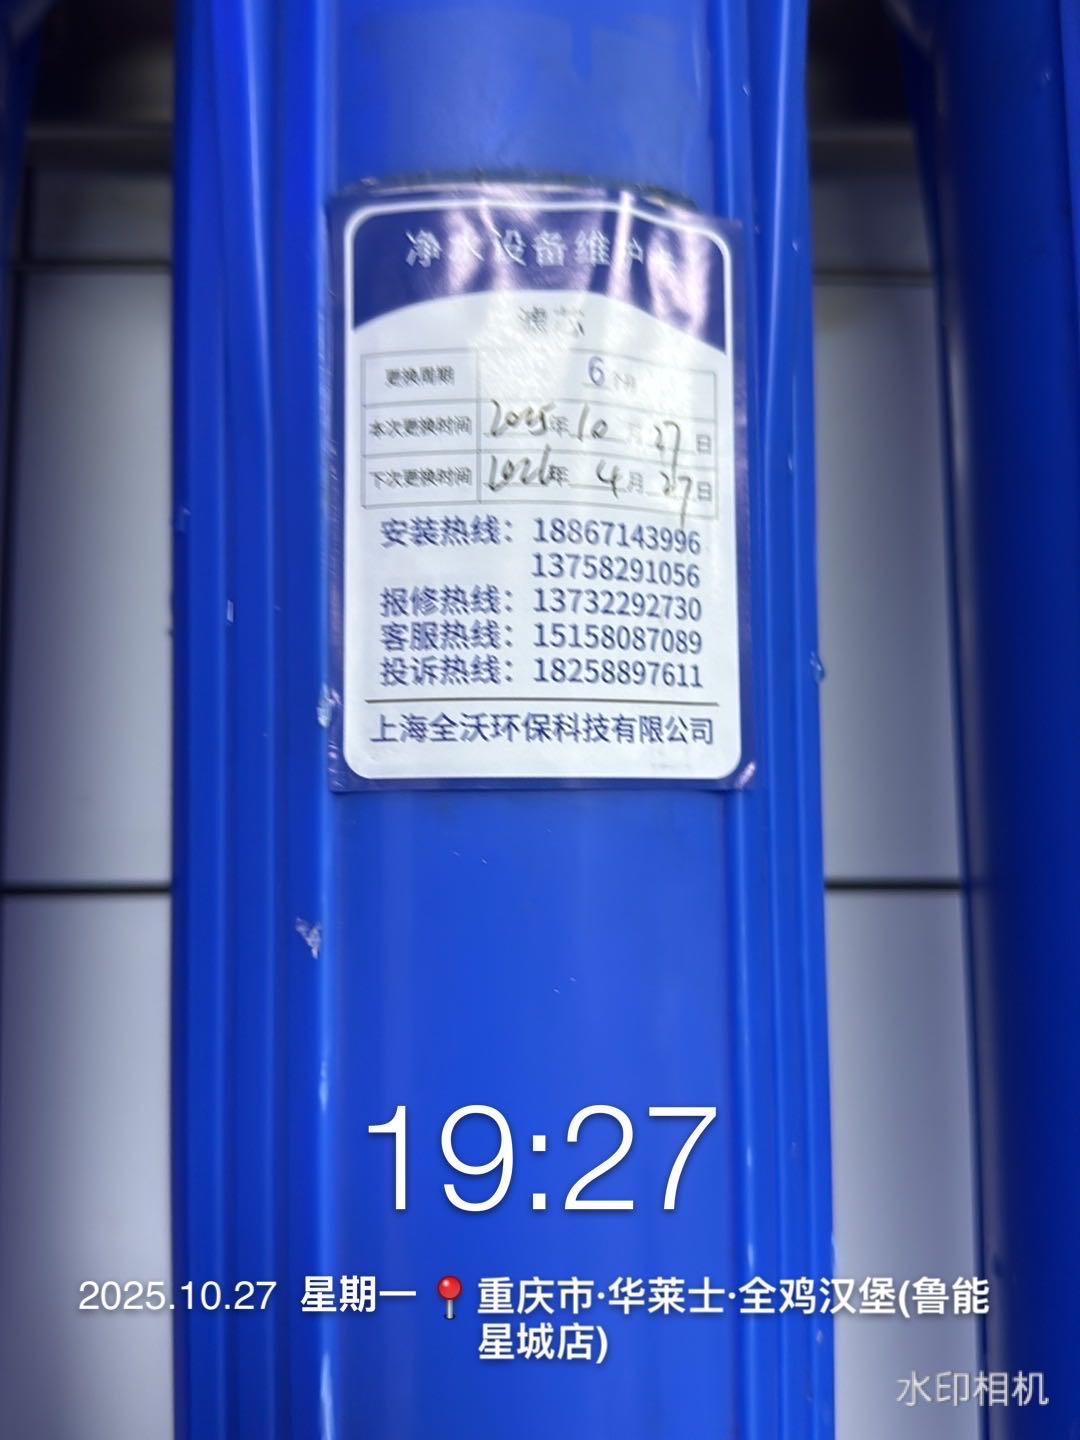 净水设备维护卡
滤芯
更换周期 6个月
本次更换时间 2025年10月27日
下次更换时间 2026年4月27日
安装热线：18867143996
13758291056
报修热线：13732292730
客服热线：15158087089
投诉热线：18258897611
上海全沃环保科技有限公司
19:27
2025.10.27 星期一 重庆市·华莱士·全鸡汉堡(鲁能
星城店)
水印相机